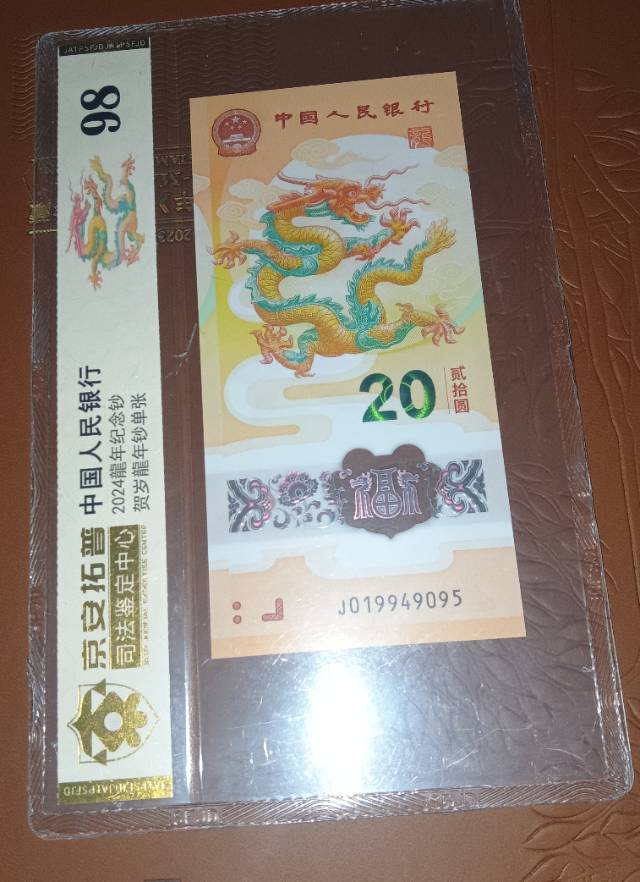 JATPSFJDJJATPSFJD
98
中国人民银行
2024龍年纪念钞
贺岁龍年钞单张
京安拓普
司法鉴定中心
中国人民银行
20
贰拾圆
福
J019949095
2023